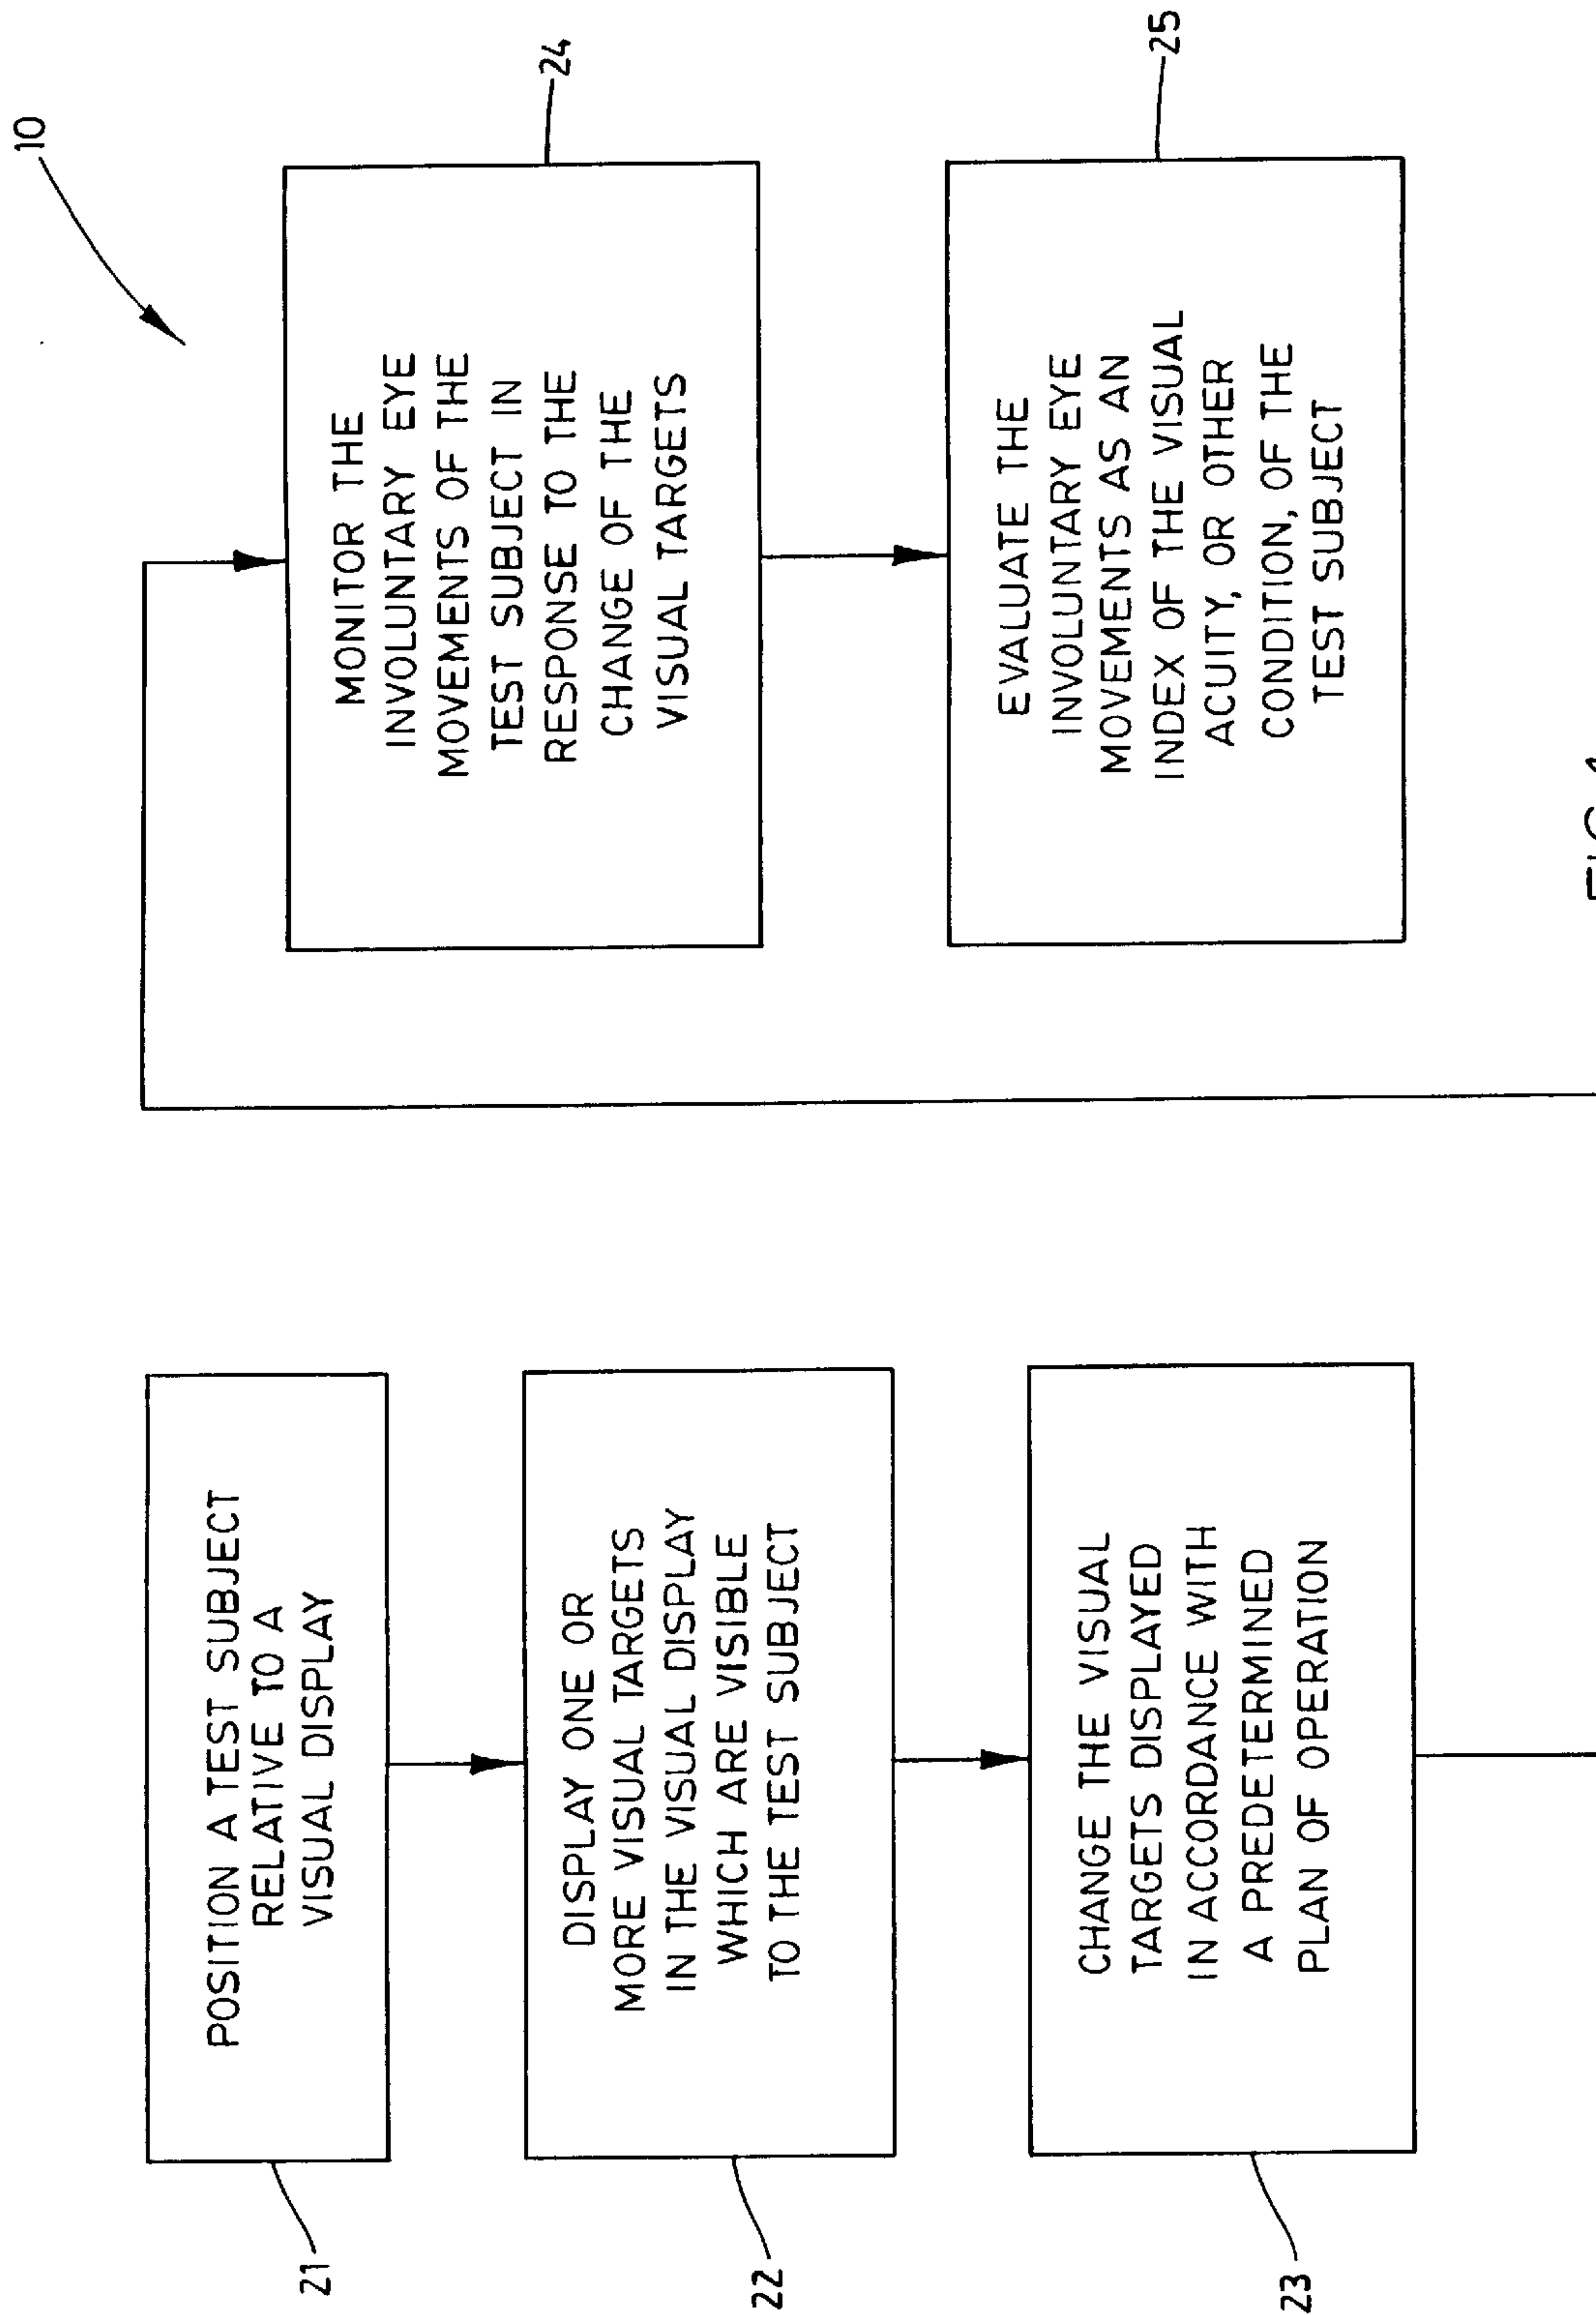 10
21
POSITION A TEST SUBJECT
RELATIVE TO A
VISUAL DISPLAY
22
DISPLAY ONE OR
MORE VISUAL TARGETS
IN THE VISUAL DISPLAY
WHICH ARE VISIBLE
TO THE TEST SUBJECT
23
CHANGE THE VISUAL
TARGETS DISPLAYED
IN ACCORDANCE WITH
A PREDETERMINED
PLAN OF OPERATION
24
MONITOR THE
INVOLUNTARY EYE
MOVEMENTS OF THE
TEST SUBJECT IN
RESPONSE TO THE
CHANGE OF THE
VISUAL TARGETS
25
EVALUATE THE
INVOLUNTARY EYE
MOVEMENTS AS AN
INDEX OF THE VISUAL
ACUITY, OR OTHER
CONDITION, OF THE
TEST SUBJECT